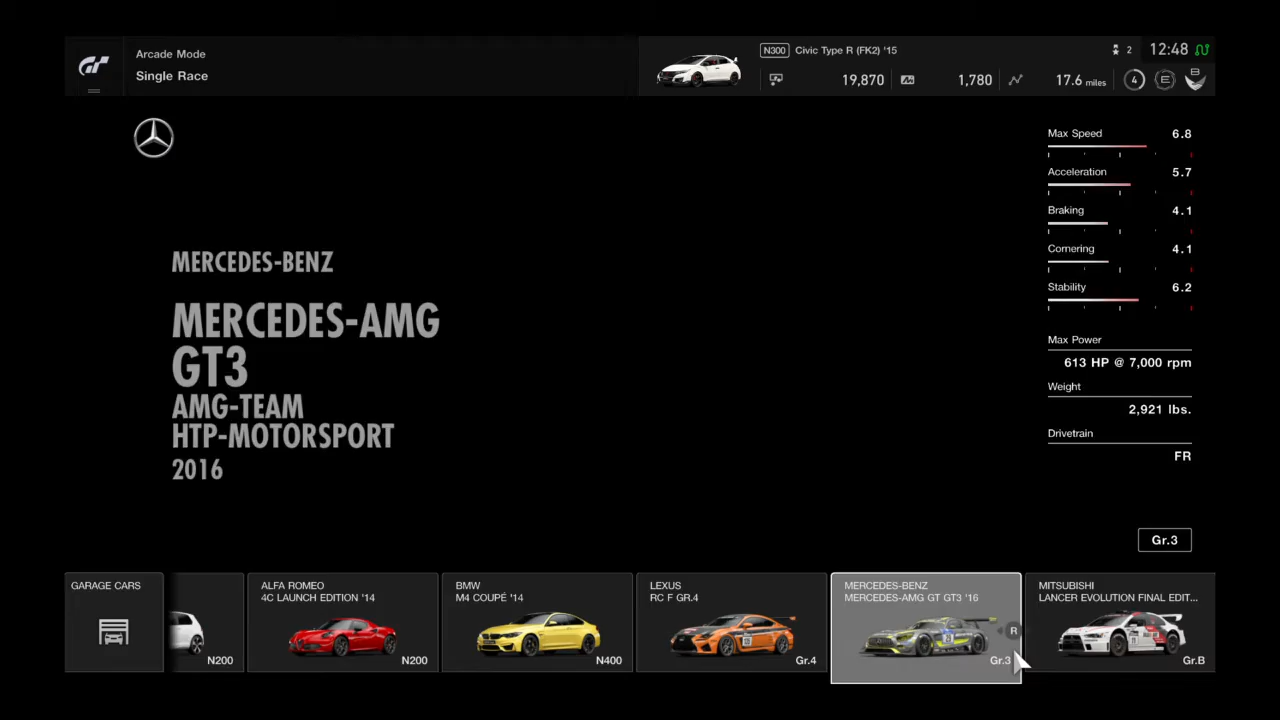 Arcade Mode
Single Race
N300 Civic Type R (FK2) '15
2 12:48
19,870 1,780 17.6 miles 4 E B
MERCEDES-BENZ
MERCEDES-AMG
GT3
AMG-TEAM
HTP-MOTORSPORT
2016
Max Speed 6.8
Acceleration 5.7
Braking 4.1
Cornering 4.1
Stability 6.2
Max Power
613 HP @ 7,000 rpm
Weight
2,921 lbs.
Drivetrain
FR
Gr.3
GARAGE CARS
N200
ALFA ROMEO
4C LAUNCH EDITION '14
N200
BMW
M4 COUPÉ '14
N400
LEXUS
RC F GR.4
Gr.4
MERCEDES-BENZ
MERCEDES-AMG GT GT3 '16
R
Gr.3
MITSUBISHI
LANCER EVOLUTION FINAL EDIT...
Gr.B